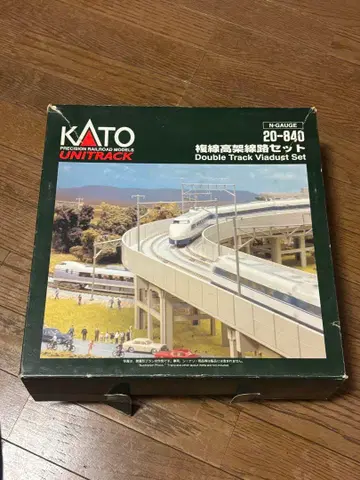 KATO
PRECISION RAILROAD MODELS
UNITRACK
N-GAUGE
20-840
複線高架線路セット
Double Track Viadust Set